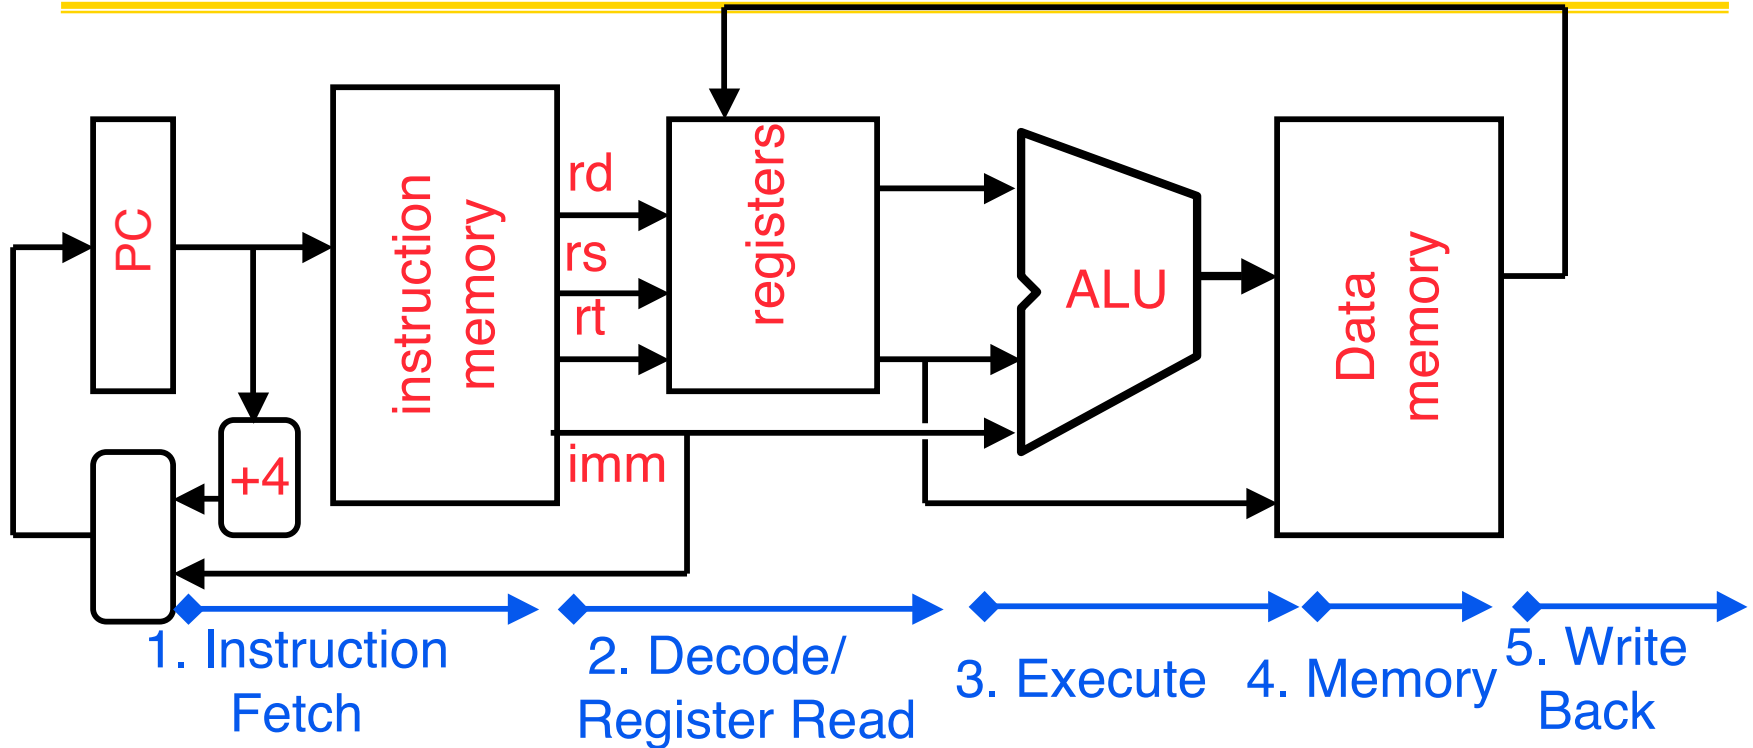 PC
+4
instruction
memory
rd
rs
rt
imm
registers
ALU
Data
memory
1. Instruction
Fetch
2. Decode/
Register Read
3. Execute
4. Memory
5. Write
Back